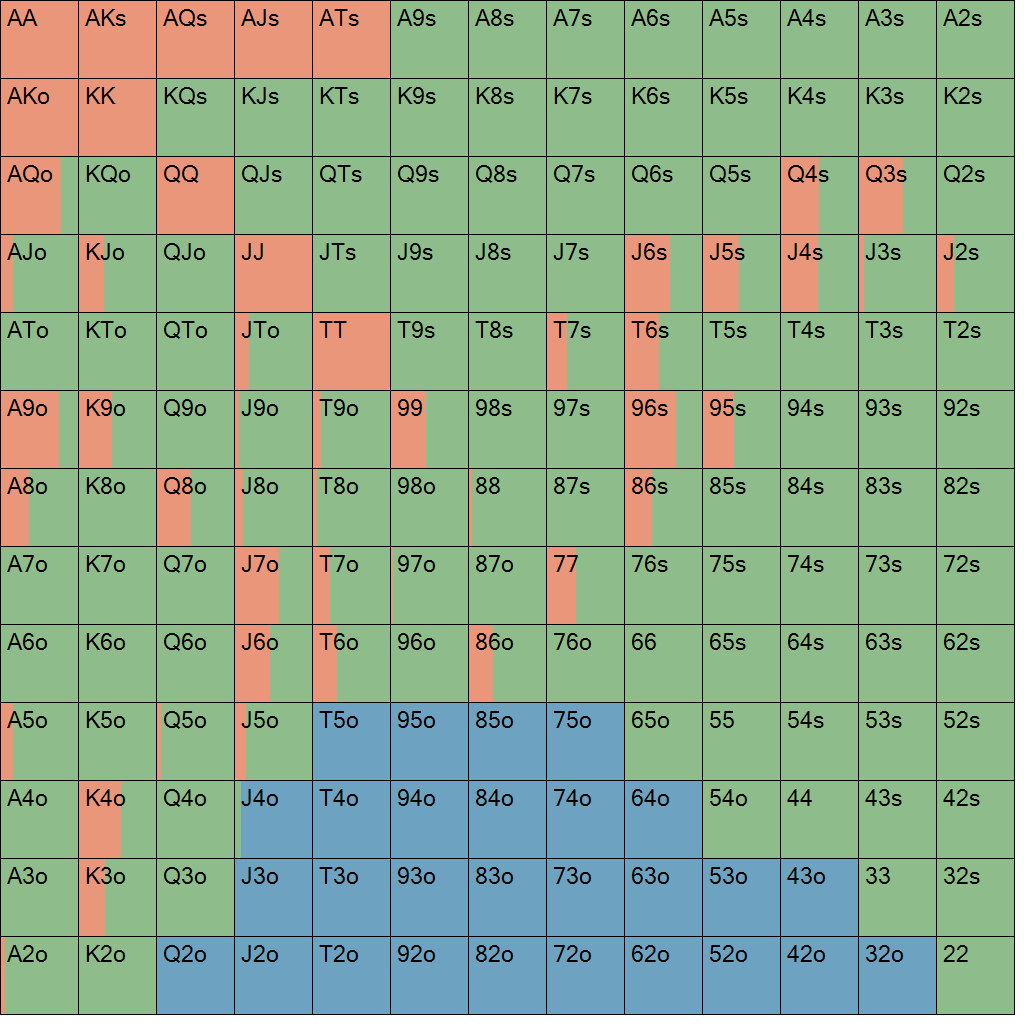 AA AKs AQs AJs ATs A9s A8s A7s A6s A5s A4s A3s A2s
AKo KK KQs KJs KTs K9s K8s K7s K6s K5s K4s K3s K2s
AQo KQo QQ QJs QTs Q9s Q8s Q7s Q6s Q5s Q4s Q3s Q2s
AJo KJo QJo JJ JTs J9s J8s J7s J6s J5s J4s J3s J2s
ATo KTo QTo JTo TT T9s T8s T7s T6s T5s T4s T3s T2s
A9o K9o Q9o J9o T9o 99 98s 97s 96s 95s 94s 93s 92s
A8o K8o Q8o J8o T8o 98o 88 87s 86s 85s 84s 83s 82s
A7o K7o Q7o J7o T7o 97o 87o 77 76s 75s 74s 73s 72s
A6o K6o Q6o J6o T6o 96o 86o 76o 66 65s 64s 63s 62s
A5o K5o Q5o J5o T5o 95o 85o 75o 65o 55 54s 53s 52s
A4o K4o Q4o J4o T4o 94o 84o 74o 64o 54o 44 43s 42s
A3o K3o Q3o J3o T3o 93o 83o 73o 63o 53o 43o 33 32s
A2o K2o Q2o J2o T2o 92o 82o 72o 62o 52o 42o 32o 22